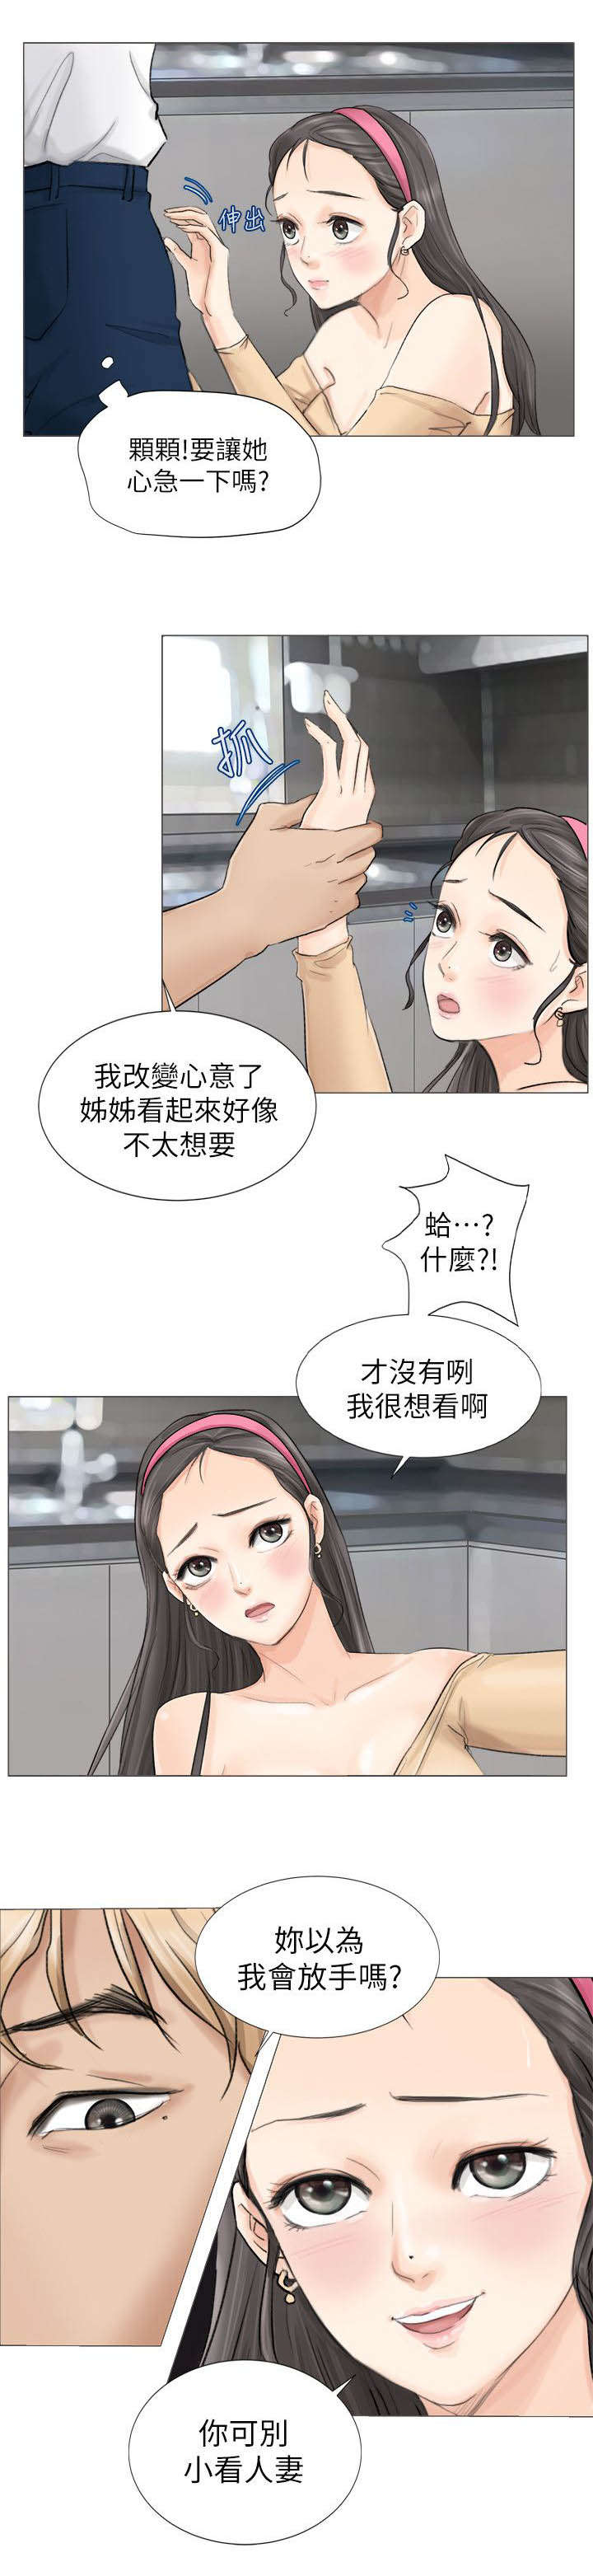 伸出
顆顆!要讓她
心急一下嗎?
抓
我改變心意了
姊姊看起來好像
不太想要
蛤…?
什麼?!
才沒有咧
我很想看啊
妳以為
我會放手嗎?
你可別
小看人妻